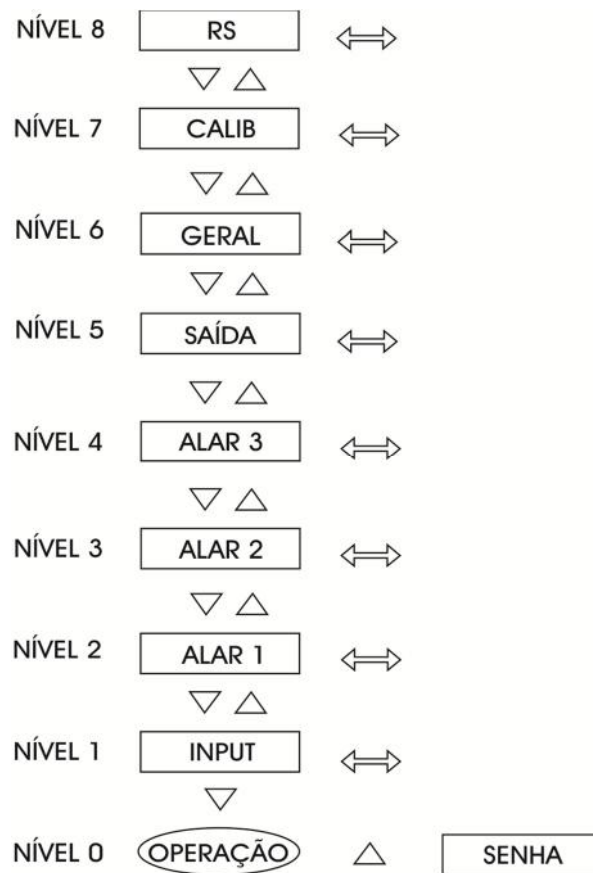 NÍVEL 8 RS
NÍVEL 7 CALIB
NÍVEL 6 GERAL
NÍVEL 5 SAÍDA
NÍVEL 4 ALAR 3
NÍVEL 3 ALAR 2
NÍVEL 2 ALAR 1
NÍVEL 1 INPUT
NÍVEL 0 OPERAÇÃO SENHA